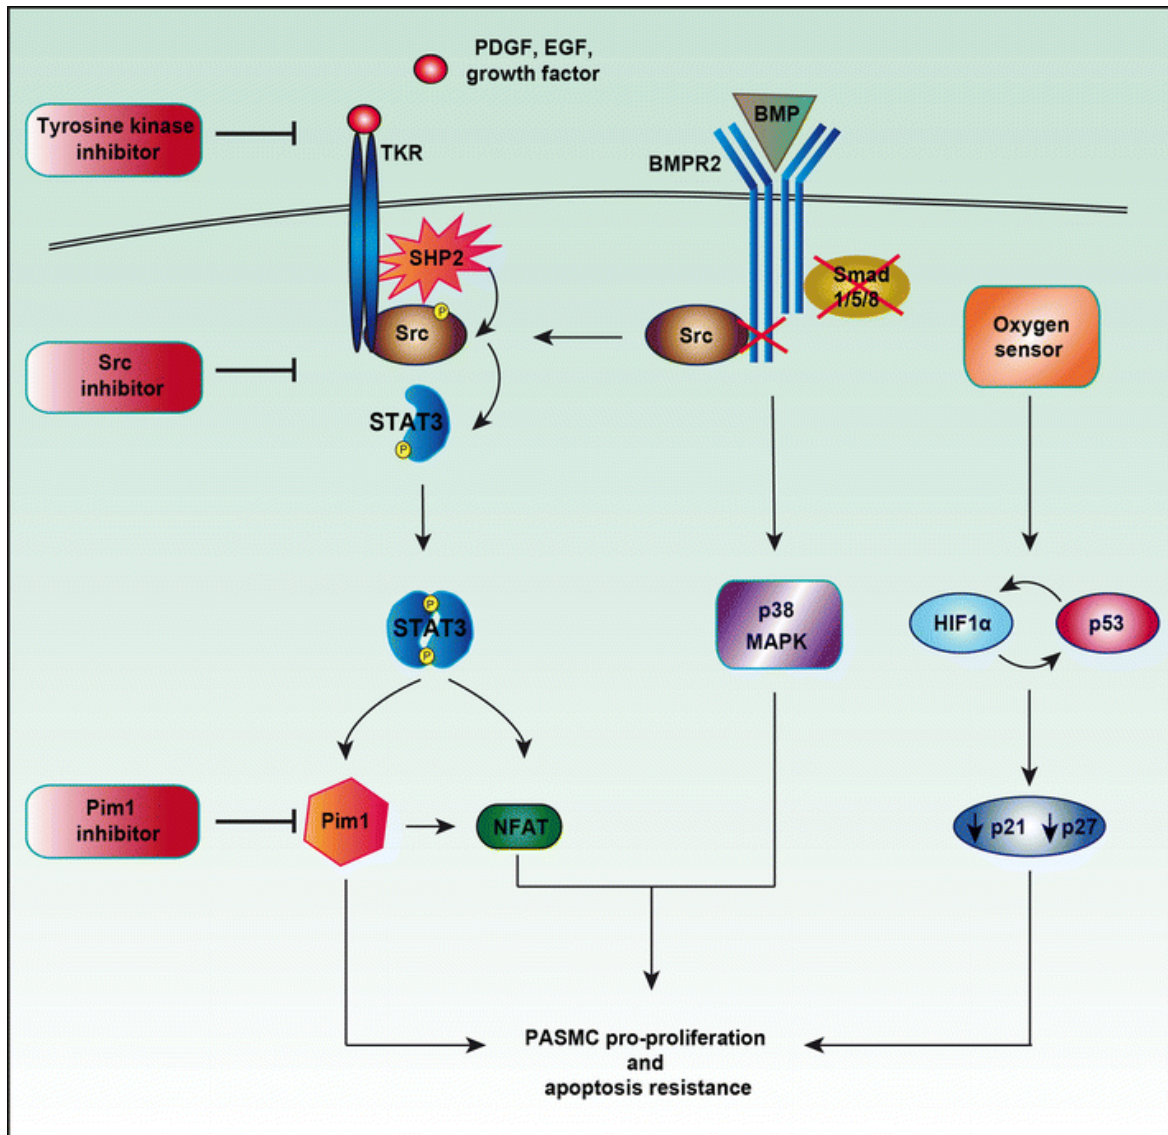 PDGF, EGF,
growth factor
Tyrosine kinase
inhibitor
TKR
BMP
BMPR2
SHP2
Smad
1/5/8
P
Src
Src
Oxygen
sensor
Src
inhibitor
STAT3
P
P
STAT3
P
p38
MAPK
HIF1α
p53
Pim1
inhibitor
Pim1
NFAT
p21 p27
PASMC pro-proliferation
and
apoptosis resistance